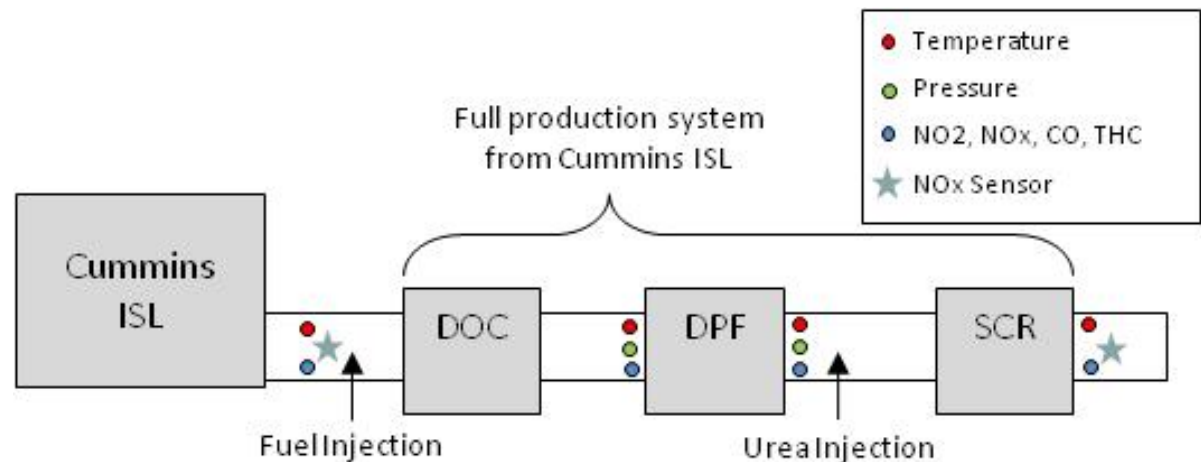 Temperature
Pressure
NO2, NOx, CO, THC
NOx Sensor
Full production system
from Cummins ISL
Cummins
ISL
DOC
DPF
SCR
Fuel Injection
Urea Injection